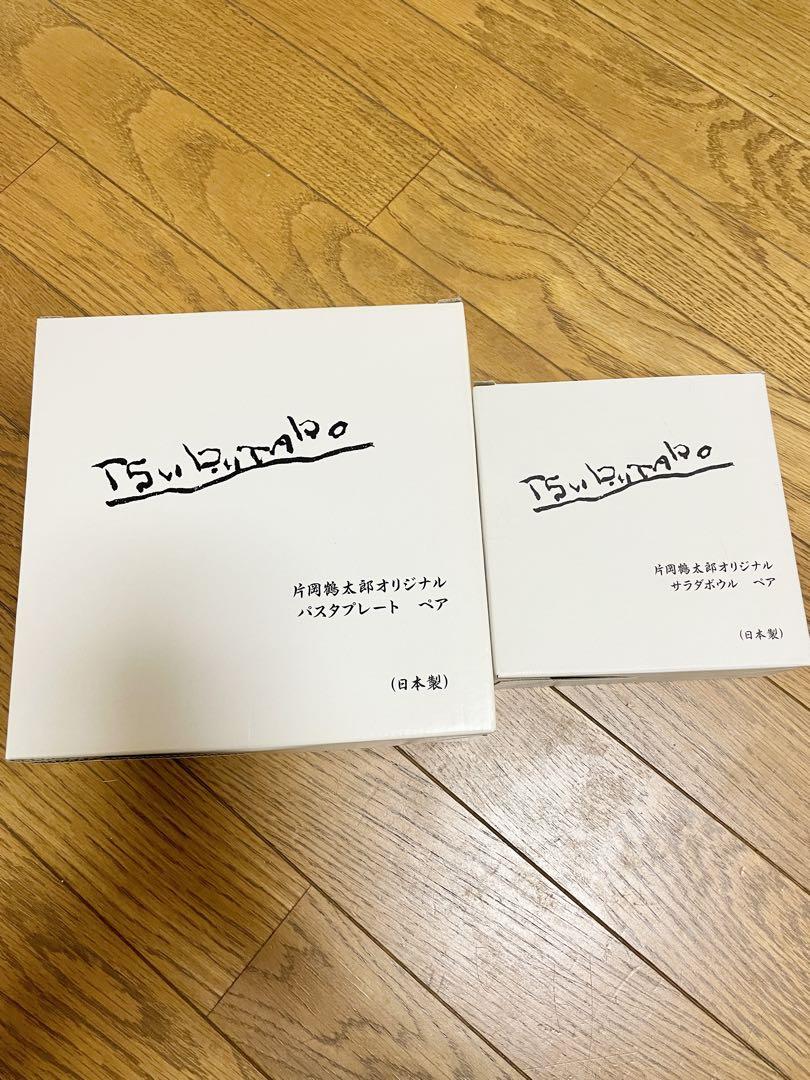 片岡鶴太郎オリジナル
パスタプレート ペア
(日本製)
片岡鶴太郎オリジナル
サラダボウル ペア
(日本製)